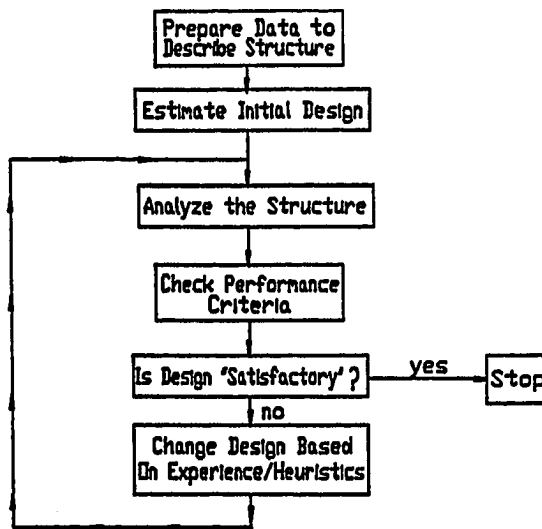 Prepare Data to
Describe Structure
Estimate Initial Design
Analyze the Structure
Check Performance
Criteria
Is Design "Satisfactory"?
yes
Stop
no
Change Design Based
On Experience/Heuristics